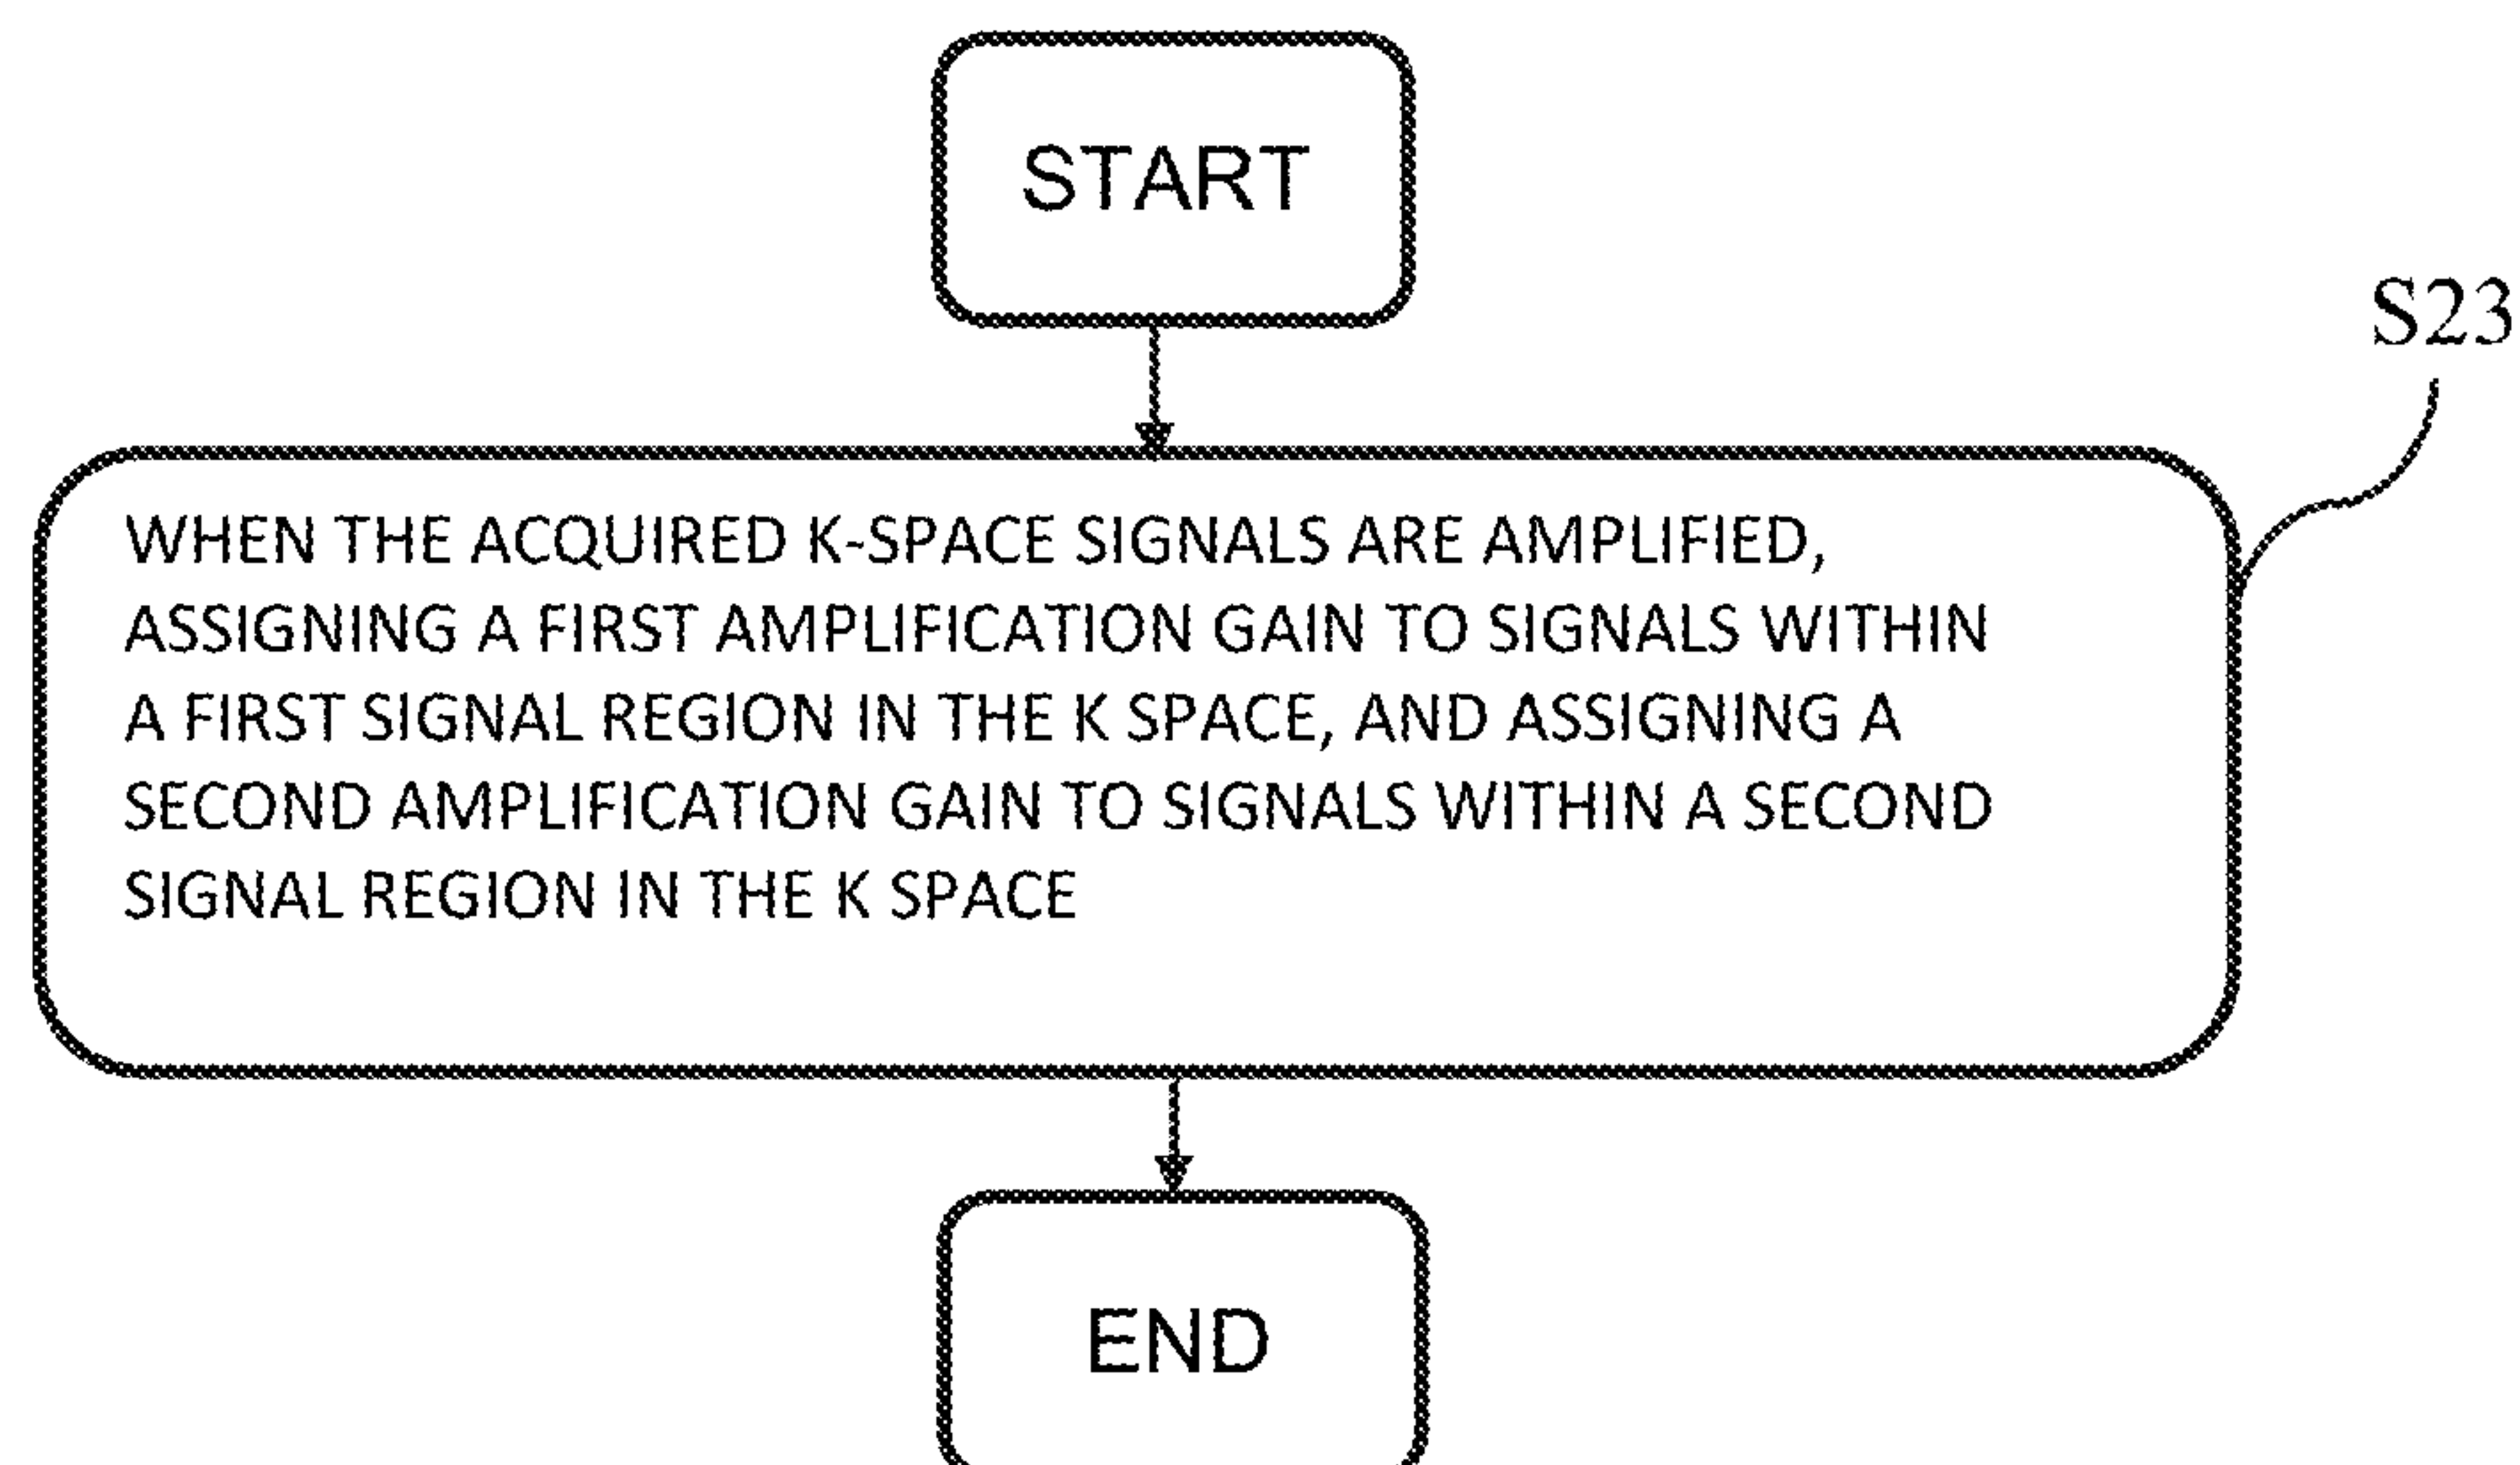 START
S23
WHEN THE ACQUIRED K-SPACE SIGNALS ARE AMPLIFIED,
ASSIGNING A FIRST AMPLIFICATION GAIN TO SIGNALS WITHIN
A FIRST SIGNAL REGION IN THE K SPACE, AND ASSIGNING A
SECOND AMPLIFICATION GAIN TO SIGNALS WITHIN A SECOND
SIGNAL REGION IN THE K SPACE
END